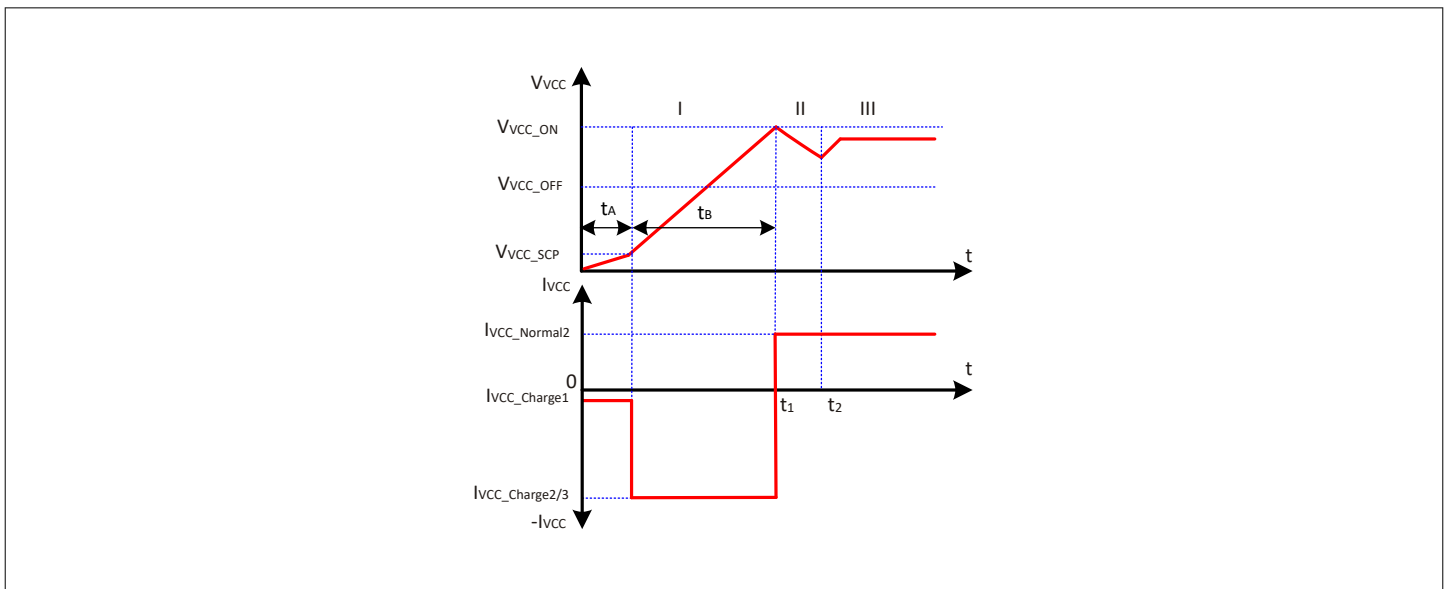 VVCC
I II III
VVCC_ON
VVCC_OFF
tA tB
VVCC_SCP
t
IVCC
IVCC_Normal2
t
0
IVCC_Charge1
t1 t2
IVCC_Charge2/3
-IVCC